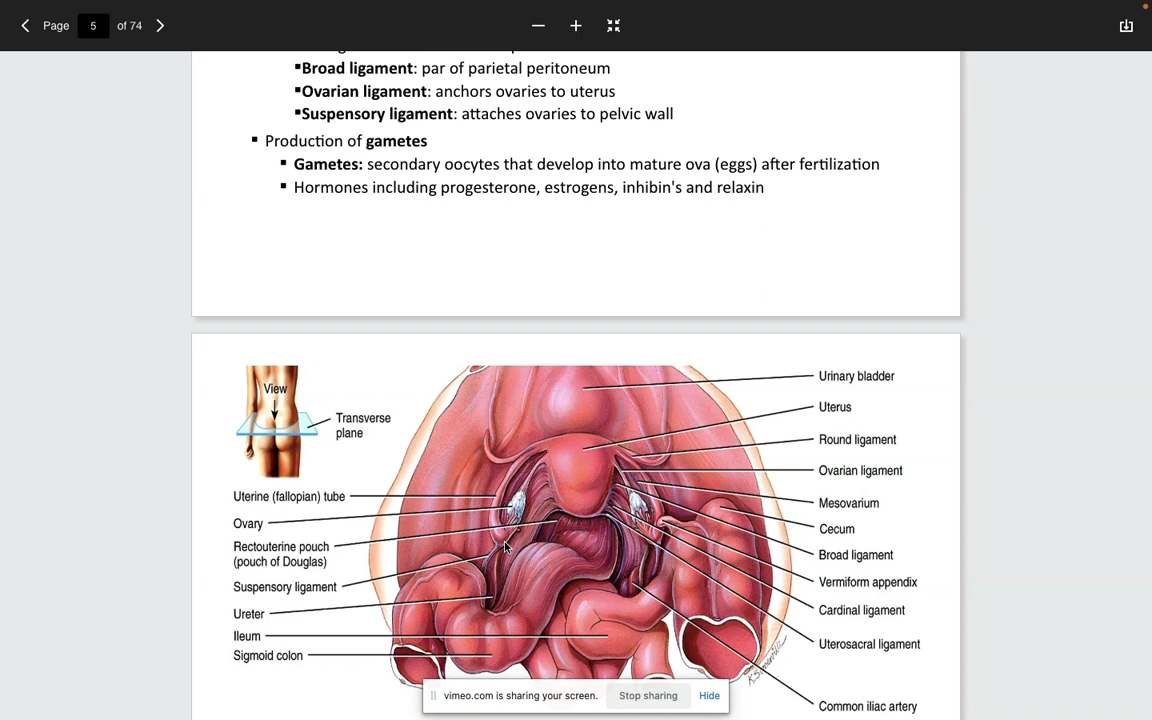 Page 5 of 74
Broad ligament: par of parietal peritoneum
Ovarian ligament: anchors ovaries to uterus
Suspensory ligament: attaches ovaries to pelvic wall
Production of gametes
Gametes: secondary oocytes that develop into mature ova (eggs) after fertilization
Hormones including progesterone, estrogens, inhibin's and relaxin
View
Transverse
plane
Uterine (fallopian) tube
Ovary
Rectouterine pouch
(pouch of Douglas)
Suspensory ligament
Ureter
Ileum
Sigmoid colon
Urinary bladder
Uterus
Round ligament
Ovarian ligament
Mesovarium
Cecum
Broad ligament
Vermiform appendix
Cardinal ligament
Uterosacral ligament
Common iliac artery
vimeo.com is sharing your screen.
Stop sharing
Hide